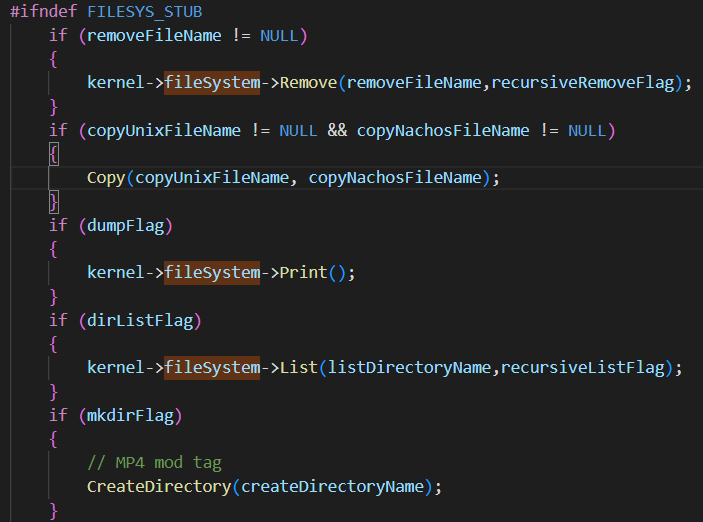 #ifndef FILESYS_STUB
    if (removeFileName != NULL)
    {
        kernel->fileSystem->Remove(removeFileName,recursiveRemoveFlag);
    }
    if (copyUnixFileName != NULL && copyNachosFileName != NULL)
    {
        Copy(copyUnixFileName, copyNachosFileName);
    }
    if (dumpFlag)
    {
        kernel->fileSystem->Print();
    }
    if (dirListFlag)
    {
        kernel->fileSystem->List(listDirectoryName,recursiveListFlag);
    }
    if (mkdirFlag)
    {
        // MP4 mod tag
        CreateDirectory(createDirectoryName);
    }